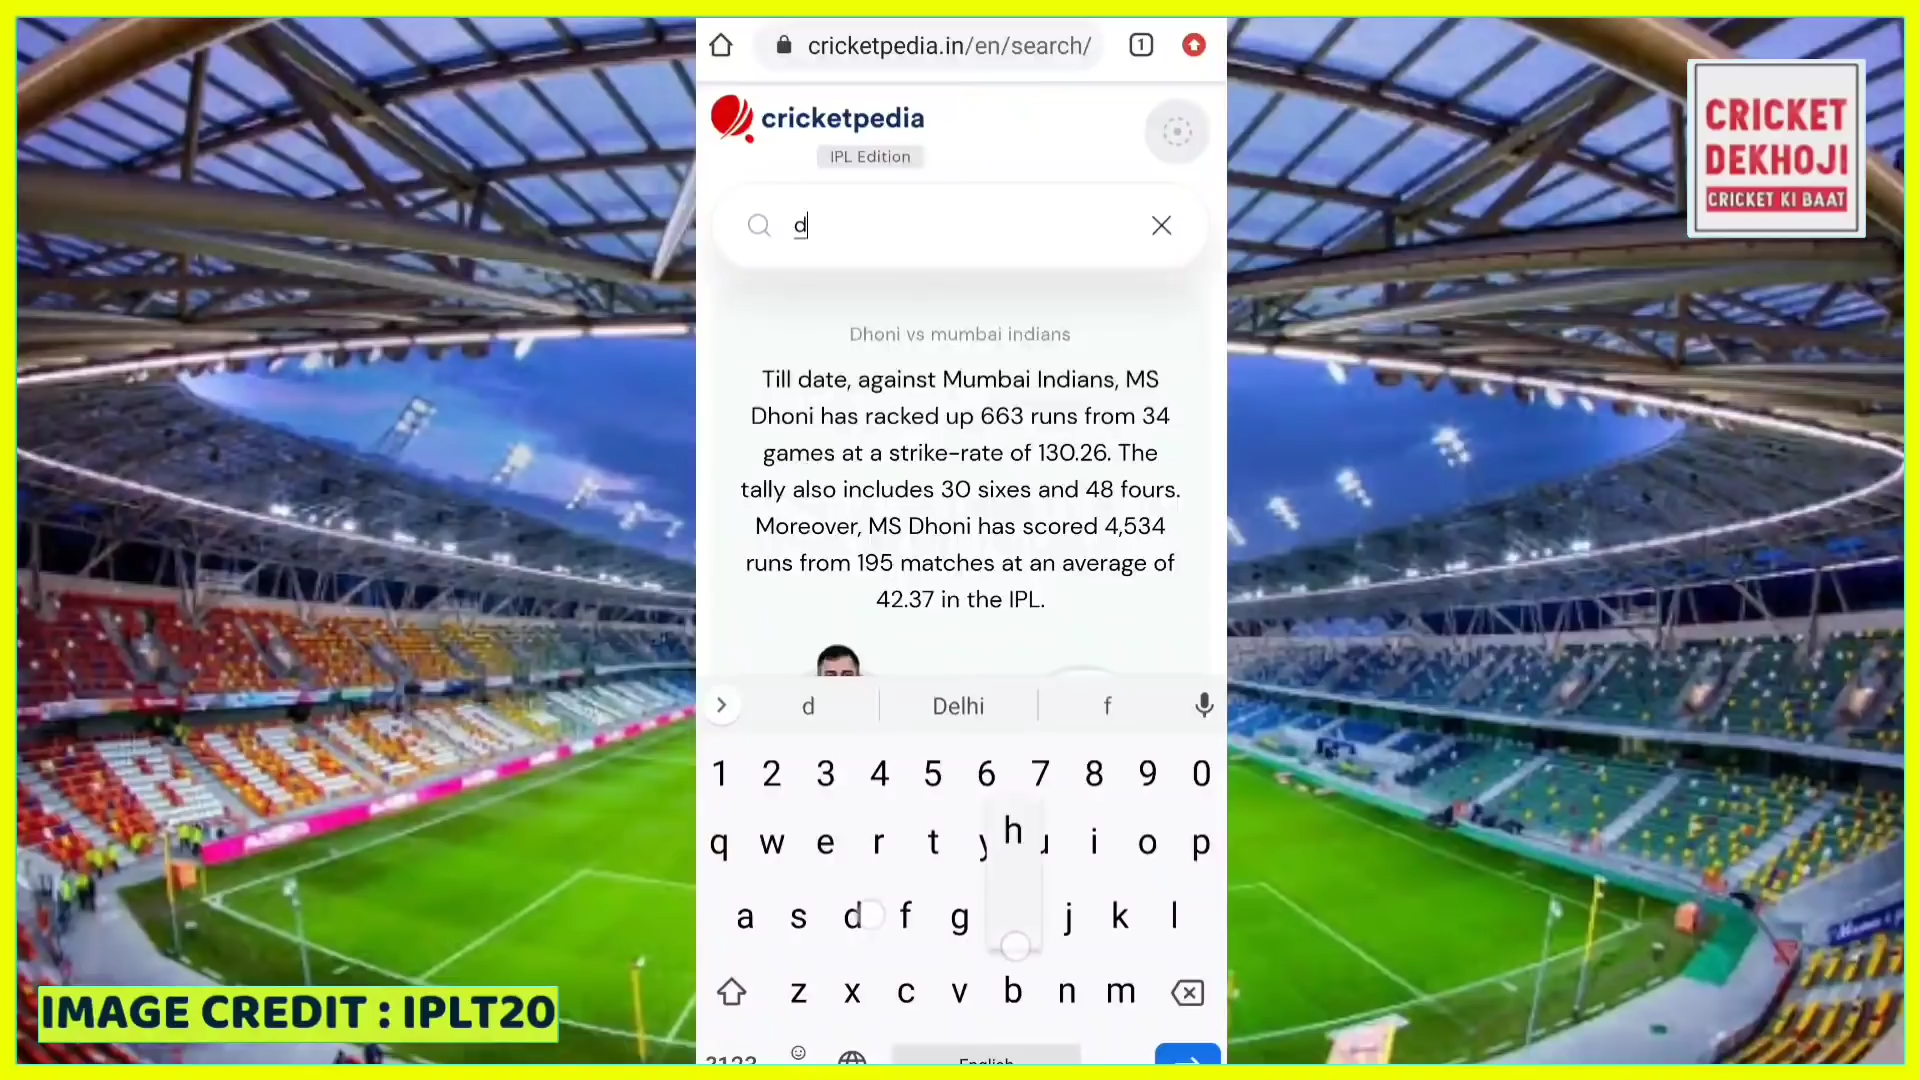 cricketpedia.in/en/search/
1
cricketpedia
IPL Edition
d
Dhoni vs mumbai indians
Till date, against Mumbai Indians, MS
Dhoni has racked up 663 runs from 34
games at a strike-rate of 130.26. The
tally also includes 30 sixes and 48 fours.
Moreover, MS Dhoni has scored 4,534
runs from 195 matches at an average of
42.37 in the IPL.
d Delhi f
1 2 3 4 5 6 7 8 9 0
q w e r t y h u i o p
a s d f g j k l
z x c v b n m
English
CRICKET
DEKHOJI
CRICKET KI BAAT
IMAGE CREDIT : IPLT20